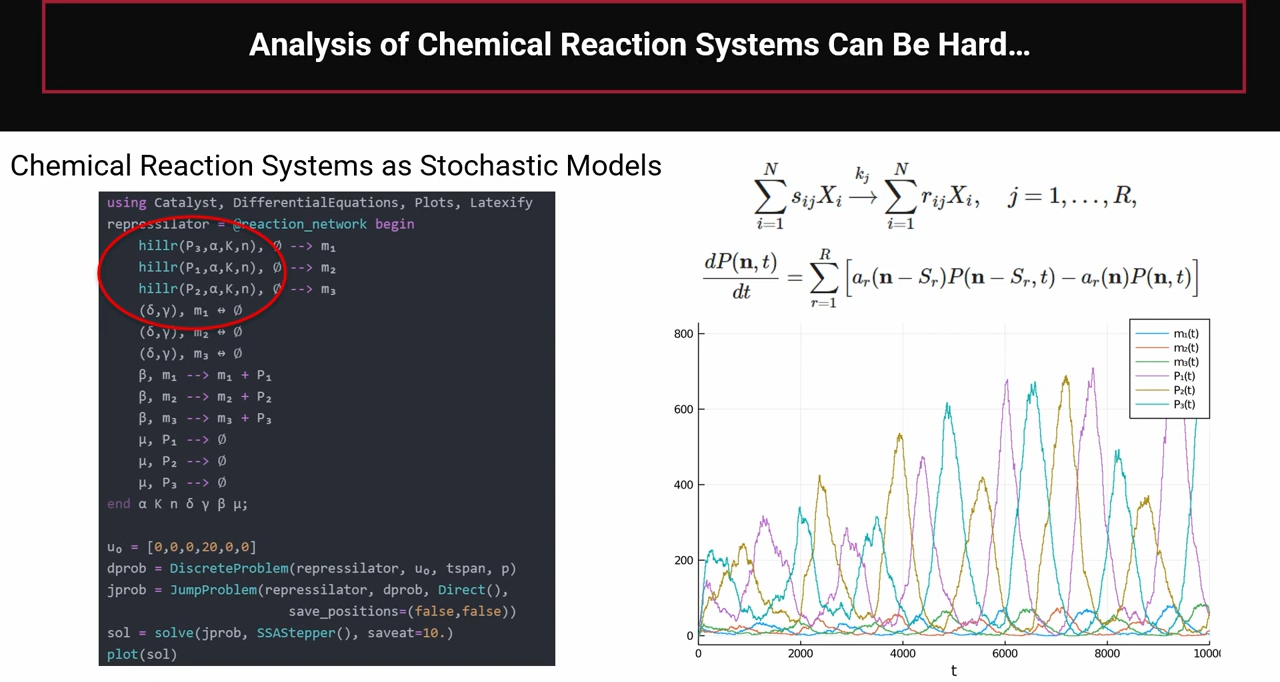 Analysis of Chemical Reaction Systems Can Be Hard…
Chemical Reaction Systems as Stochastic Models
using Catalyst, DifferentialEquations, Plots, Latexify
repressilator = @reaction_network begin
hillr(P₃,α,K,n), ∅ --> m₁
hillr(P₁,α,K,n), ∅ --> m₂
hillr(P₂,α,K,n), ∅ --> m₃
(δ,γ), m₁ ↔ ∅
(δ,γ), m₂ ↔ ∅
(δ,γ), m₃ ↔ ∅
β, m₁ --> m₁ + P₁
β, m₂ --> m₂ + P₂
β, m₃ --> m₃ + P₃
μ, P₁ --> ∅
μ, P₂ --> ∅
μ, P₃ --> ∅
end α K n δ γ β μ;
u₀ = [0,0,0,20,0,0]
dprob = DiscreteProblem(repressilator, u₀, tspan, p)
jprob = JumpProblem(repressilator, dprob, Direct(),
save_positions=(false,false))
sol = solve(jprob, SSAStepper(), saveat=10.)
plot(sol)
\sum_{i=1}^{N} s_{ij}X_i \xrightarrow{k_j} \sum_{i=1}^{N} r_{ij}X_i, j = 1, . . . , R,
\frac{dP(\mathbf{n},t)}{dt} = \sum_{r=1}^{R} [a_r(\mathbf{n} − S_r)P(\mathbf{n} − S_r, t) − a_r(\mathbf{n})P(\mathbf{n}, t)]
800
600
400
200
0
m₁(t)
m₂(t)
m₃(t)
P₁(t)
P₂(t)
P₃(t)
0 2000 4000 6000 8000 1000
t